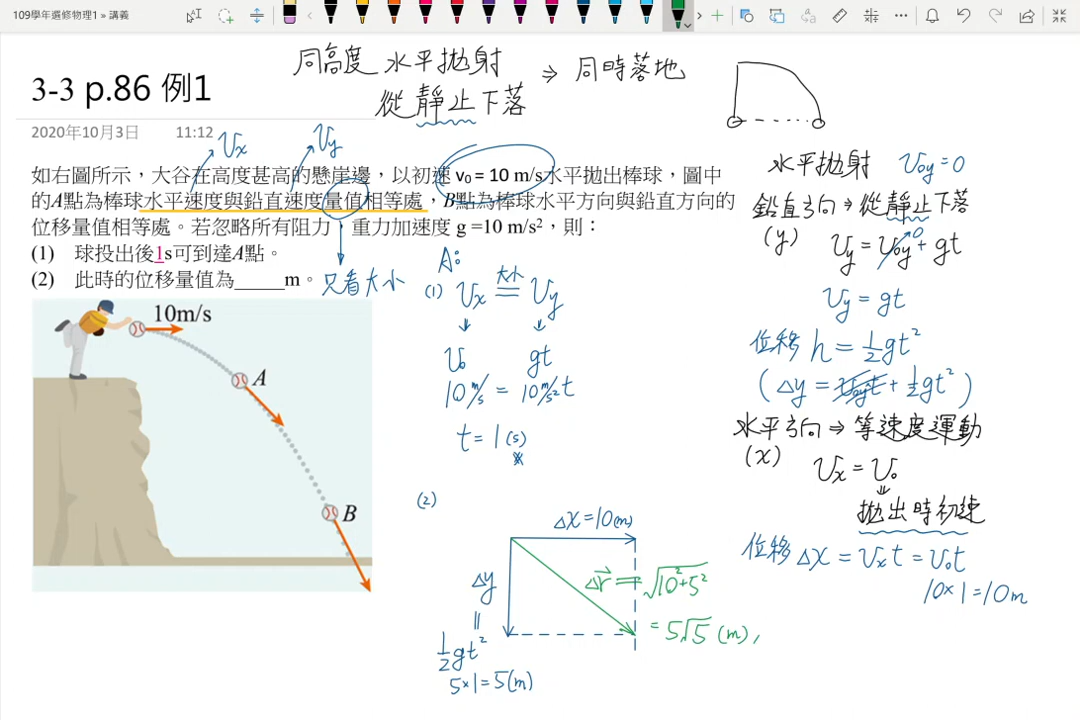 109學年選修物理1 » 講義
同高度 水平拋射 ⇒ 同時落地
從靜止下落
3-3 p.86 例1
2020年10月3日 11:12
Vx
Vy
如右圖所示，大谷在高度甚高的懸崖邊，以初速 v₀ = 10 m/s水平拋出棒球，圖中
的A點為棒球水平速度與鉛直速度量值相等處，B點為棒球水平方向與鉛直方向的
位移量值相等處。若忽略所有阻力，重力加速度 g =10 m/s²，則：
(1) 球投出後1s可到達A點。
(2) 此時的位移量值為_____m。
只看大小
10m/s
A
B
A:
(1) Vx 大小= Vy
V₀ gt
10 m/s = 10 m/s² t
t = 1 (s)
(2)
Δx = 10 (m)
Δy
=
½gt²
5×1 = 5 (m)
Δr = √10²+5²
= 5√5 (m)
水平拋射 V₀y = 0
鉛直方向 ⇒ 從靜止下落
(y) Vy = V₀y + gt
0
Vy = gt
位移 h = ½gt²
(Δy = V₀yt + ½gt²)
水平方向 ⇒ 等速度運動
(x) Vx = V₀
拋出時初速
位移 Δx = Vxt = V₀t
10×1 = 10m